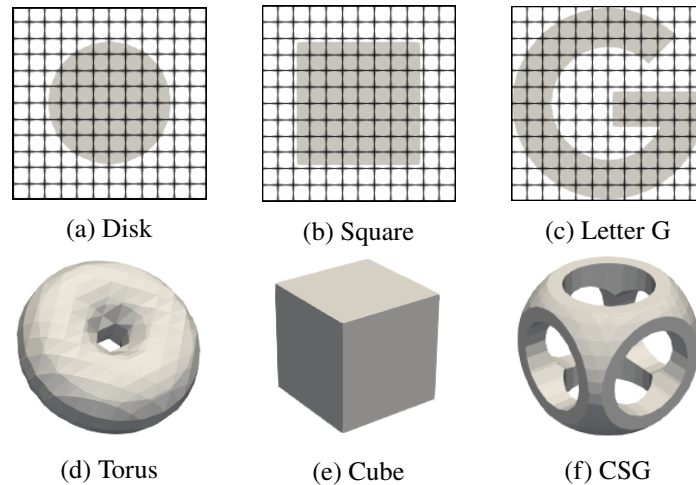 (a) Disk
(b) Square
(c) Letter G
(d) Torus
(e) Cube
(f) CSG